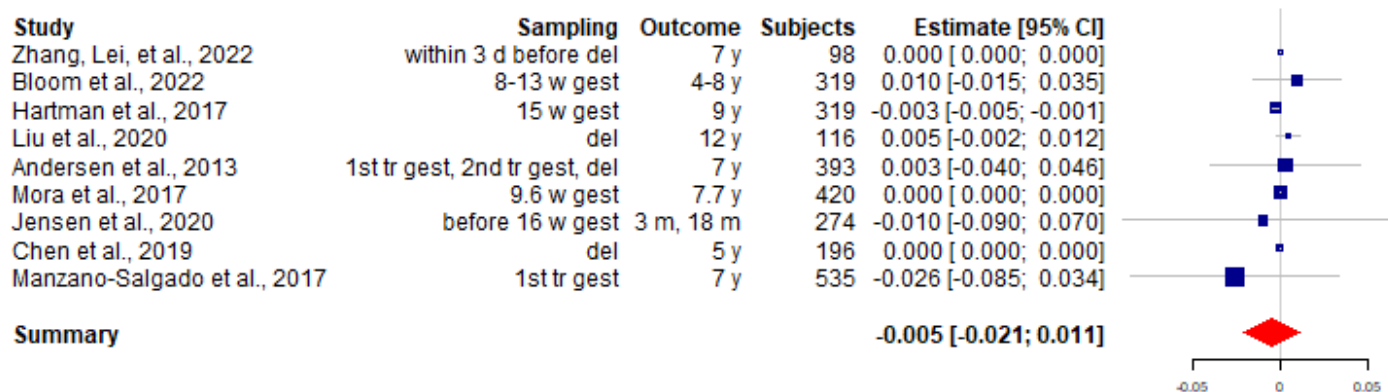 Study Sampling Outcome Subjects Estimate [95% CI]
Zhang, Lei, et al., 2022 within 3 d before del 7 y 98 0.000 [ 0.000; 0.000]
Bloom et al., 2022 8-13 w gest 4-8 y 319 0.010 [-0.015; 0.035]
Hartman et al., 2017 15 w gest 9 y 319 -0.003 [-0.005; -0.001]
Liu et al., 2020 del 12 y 116 0.005 [-0.002; 0.012]
Andersen et al., 2013 1st tr gest, 2nd tr gest, del 7 y 393 0.003 [-0.040; 0.046]
Mora et al., 2017 9.6 w gest 7.7 y 420 0.000 [ 0.000; 0.000]
Jensen et al., 2020 before 16 w gest 3 m, 18 m 274 -0.010 [-0.090; 0.070]
Chen et al., 2019 del 5 y 196 0.000 [ 0.000; 0.000]
Manzano-Salgado et al., 2017 1st tr gest 7 y 535 -0.026 [-0.085; 0.034]
Summary -0.005 [-0.021; 0.011]
-0.05 0 0.05